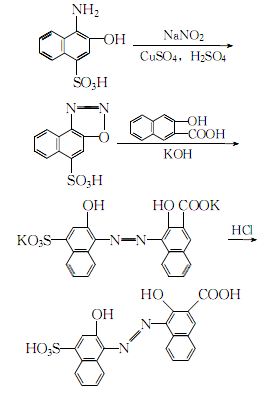 NH₂
OH
NaNO₂
CuSO₄, H₂SO₄
SO₃H
N N
O
OH
COOH
KOH
SO₃H
OH HO COOK
KO₃S N=N HCl
HO COOH
OH
N
HO₃S N